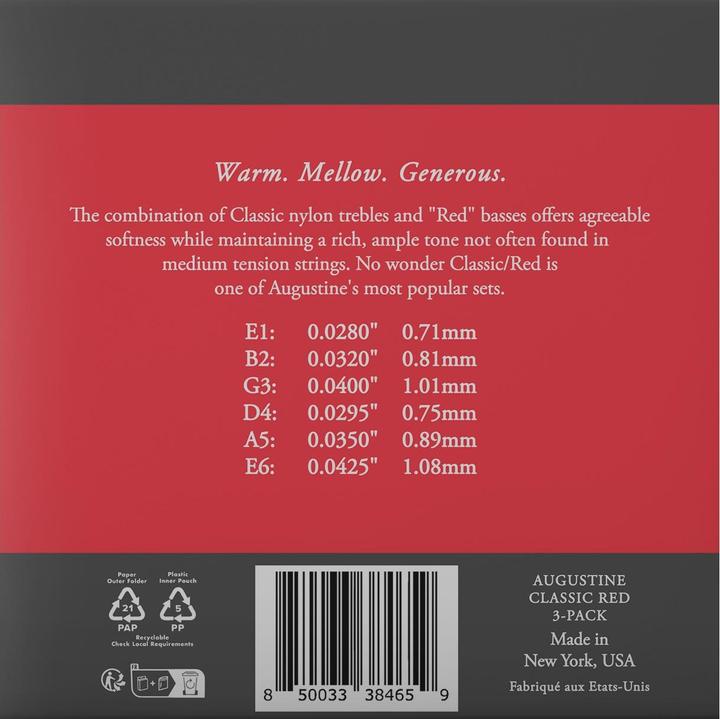 Warm. Mellow. Generous.
The combination of Classic nylon trebles and "Red" basses offers agreeable
softness while maintaining a rich, ample tone not often found in
medium tension strings. No wonder Classic/Red is
one of Augustine's most popular sets.
E1: 0.0280" 0.71mm
B2: 0.0320" 0.81mm
G3: 0.0400" 1.01mm
D4: 0.0295" 0.75mm
A5: 0.0350" 0.89mm
E6: 0.0425" 1.08mm
Paper Plastic
Outer Folder Inner Pouch
21 5
PAP PP
Recyclable
Check Local Requirements
FR
8 50033 38465 9
AUGUSTINE
CLASSIC RED
3-PACK
Made in
New York, USA
Fabriqué aux Etats-Unis